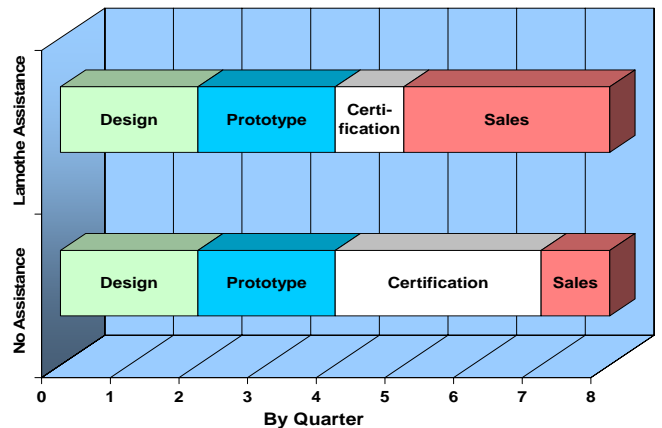 Lamothe Assistance
Design
Prototype
Certi-
fication
Sales
No Assistance
Design
Prototype
Certification
Sales
0 1 2 3 4 5 6 7 8
By Quarter